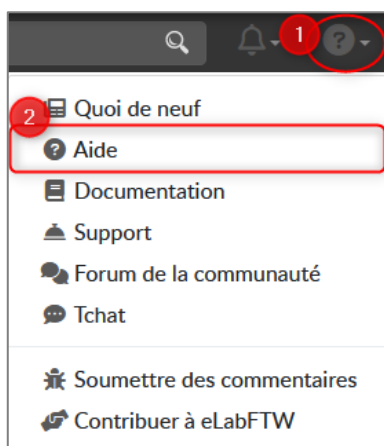 1
2
Quoi de neuf
Aide
Documentation
Support
Forum de la communauté
Tchat
Soumettre des commentaires
Contribuer à eLabFTW